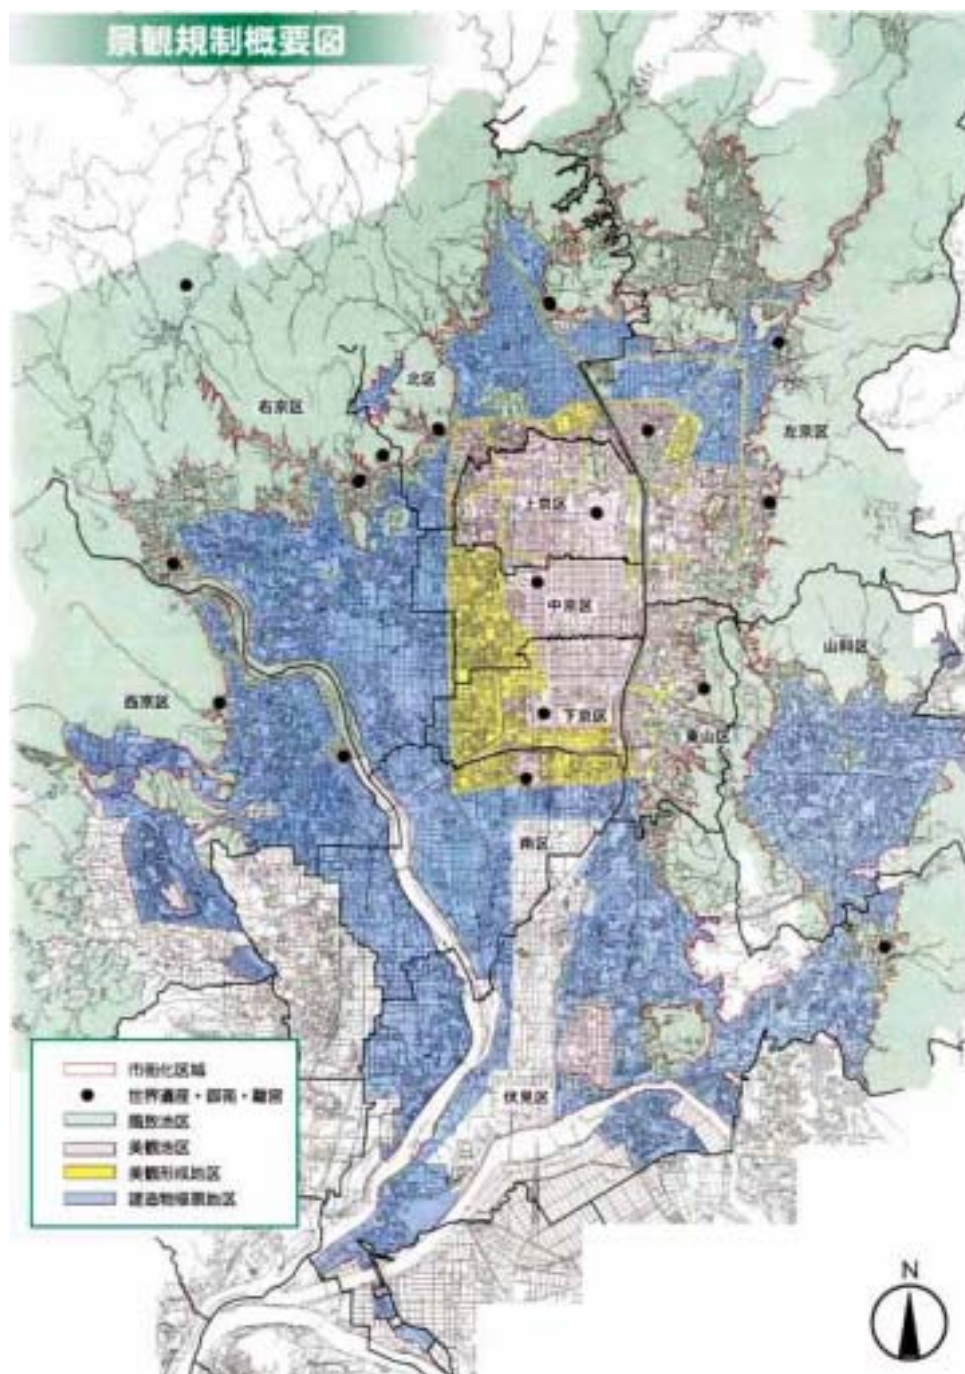 景観規制概要図
北区
右京区
左京区
上京区
中京区
山科区
西京区
下京区
東山区
南区
伏見区
市街化区域
世界遺産・御苑・離宮
風致地区
美観地区
美観形成地区
建造物修景地区
N